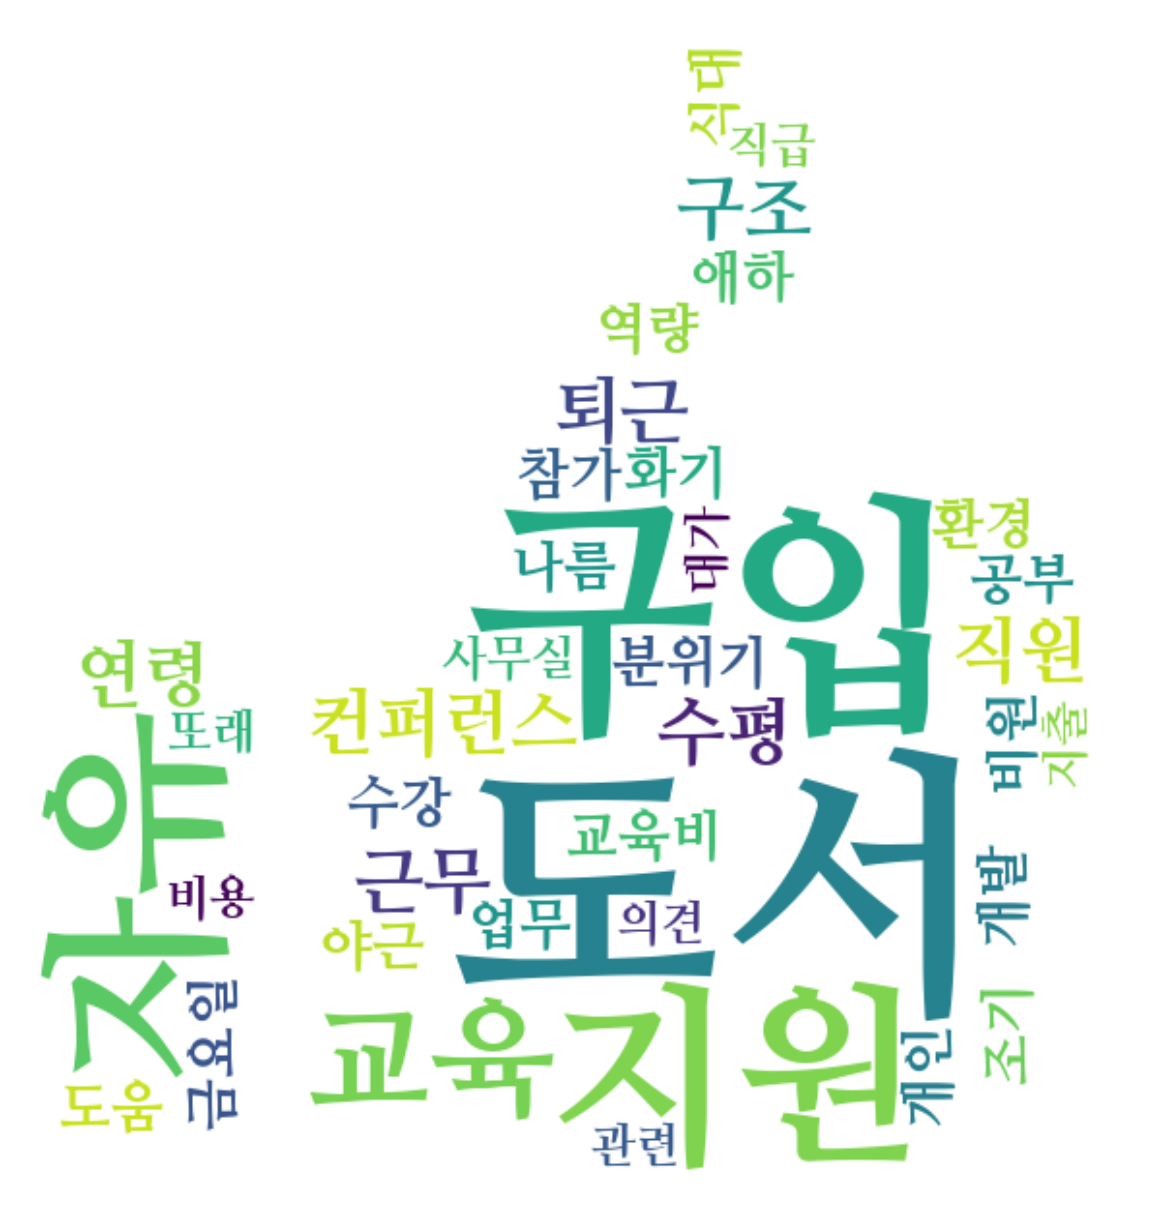 식대
직급
구조
애하
역량
퇴근
참가
화기
구입
나름
대가
환경
공부
연령
사무실
분위기
직원
또래
컨퍼런스
수평
비원
지출
자유
수강
도서
교육비
근무
비용
업무
의견
개발
야근
금요일
교육
지원
개인
조기
도움
관련